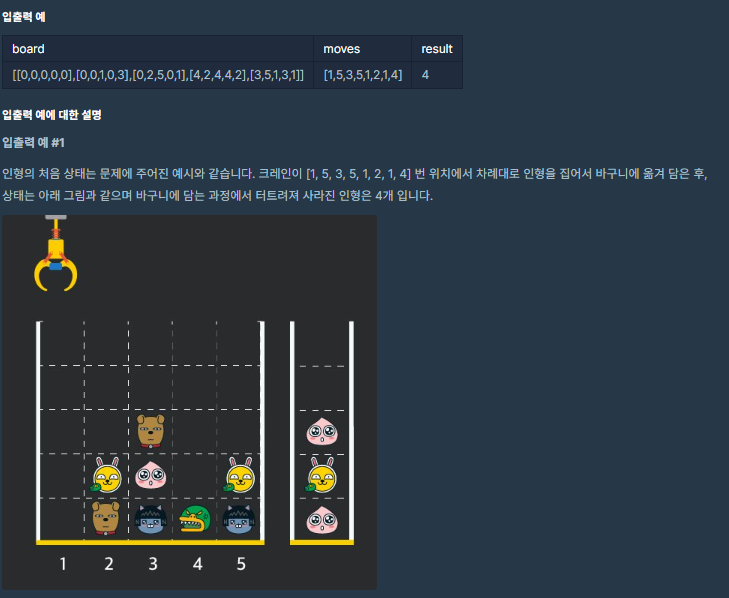 입출력 예
board moves result
[[0,0,0,0,0],[0,0,1,0,3],[0,2,5,0,1],[4,2,4,4,2],[3,5,1,3,1]] [1,5,3,5,1,2,1,4] 4
입출력 예에 대한 설명
입출력 예 #1
인형의 처음 상태는 문제에 주어진 예시와 같습니다. 크레인이 [1, 5, 3, 5, 1, 2, 1, 4] 번 위치에서 차례대로 인형을 집어서 바구니에 옮겨 담은 후,
상태는 아래 그림과 같으며 바구니에 담는 과정에서 터트려져 사라진 인형은 4개 입니다.
1 2 3 4 5